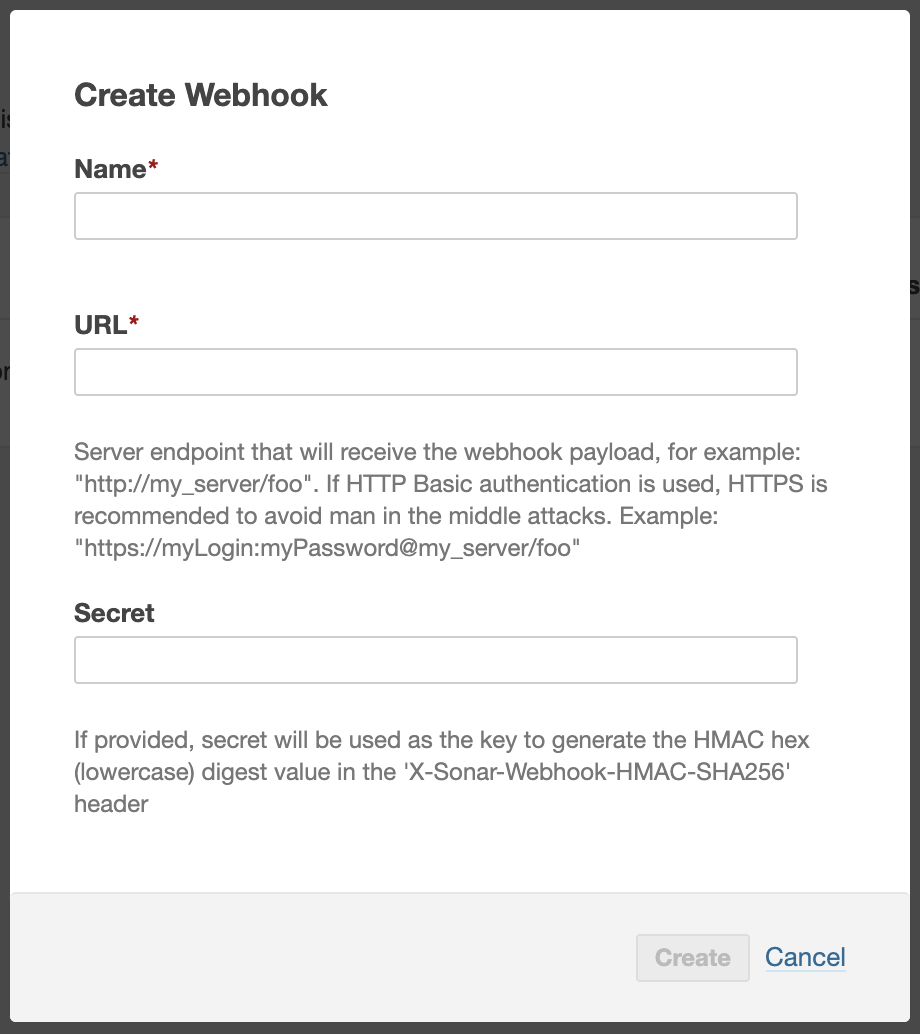 Create Webhook
Name*
URL*
Server endpoint that will receive the webhook payload, for example:
"http://my_server/foo". If HTTP Basic authentication is used, HTTPS is
recommended to avoid man in the middle attacks. Example:
"https://myLogin:myPassword@my_server/foo"
Secret
If provided, secret will be used as the key to generate the HMAC hex
(lowercase) digest value in the 'X-Sonar-Webhook-HMAC-SHA256'
header
Create Cancel